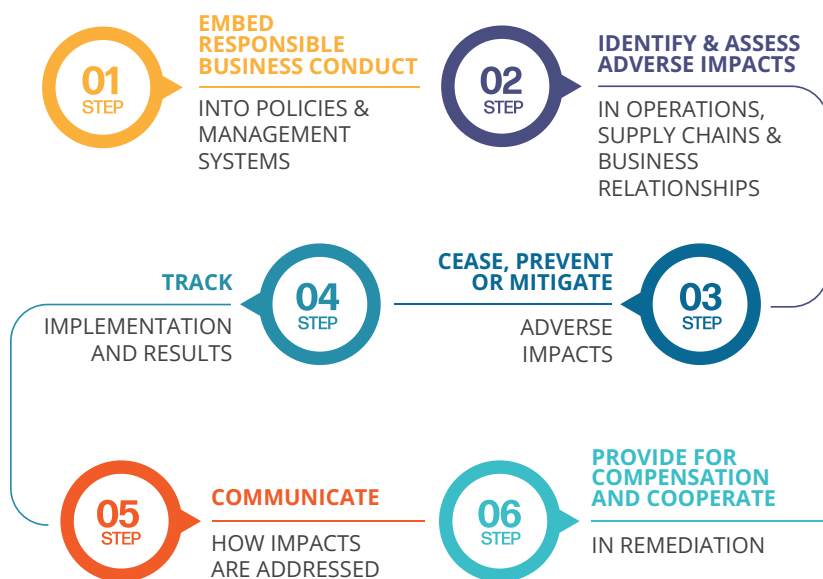 01
STEP
EMBED
RESPONSIBLE
BUSINESS CONDUCT
INTO POLICIES &
MANAGEMENT
SYSTEMS
02
STEP
IDENTIFY & ASSESS
ADVERSE IMPACTS
IN OPERATIONS,
SUPPLY CHAINS &
BUSINESS
RELATIONSHIPS
03
STEP
CEASE, PREVENT
OR MITIGATE
ADVERSE
IMPACTS
04
STEP
TRACK
IMPLEMENTATION
AND RESULTS
05
STEP
COMMUNICATE
HOW IMPACTS
ARE ADDRESSED
06
STEP
PROVIDE FOR
COMPENSATION
AND COOPERATE
IN REMEDIATION